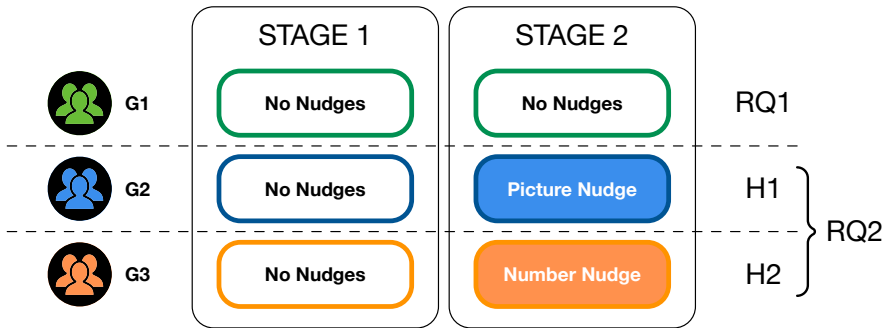 STAGE 1
STAGE 2
G1
No Nudges
No Nudges
RQ1
G2
No Nudges
Picture Nudge
H1
RQ2
G3
No Nudges
Number Nudge
H2